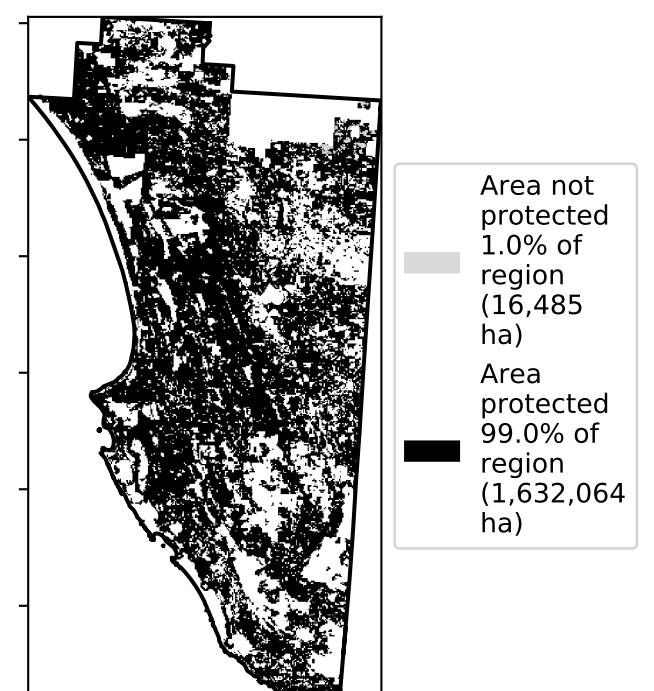 Area not
protected
1.0% of
region
(16,485
ha)
Area
protected
99.0% of
region
(1,632,064
ha)